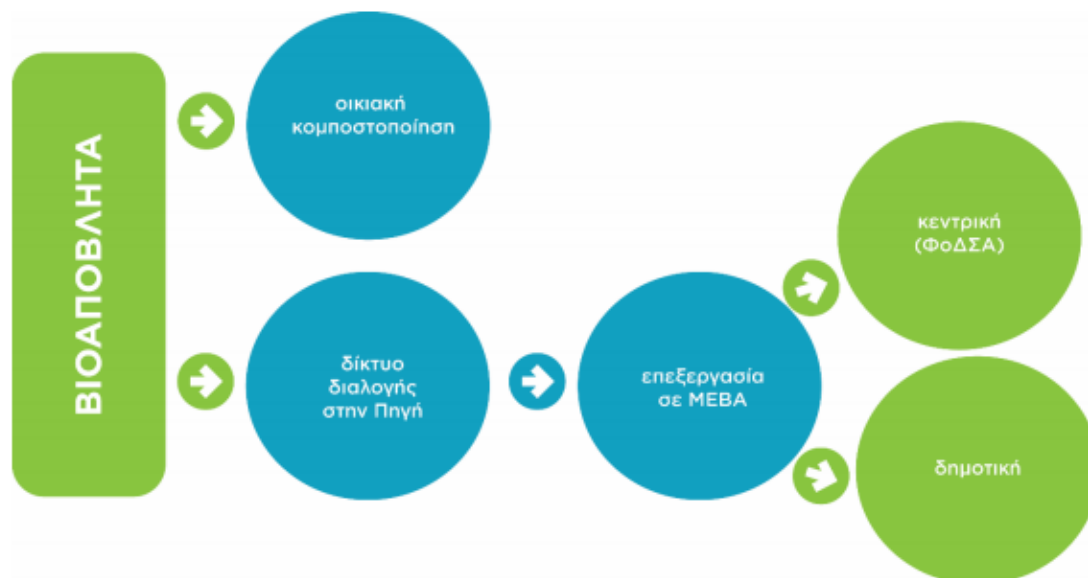 ΒΙΟΑΠΟΒΛΗΤΑ
οικιακή
κομποστοποίηση
δίκτυο
διαλογής
στην Πηγή
επεξεργασία
σε ΜΕΒΑ
κεντρική
(ΦοΔΣΑ)
δημοτική